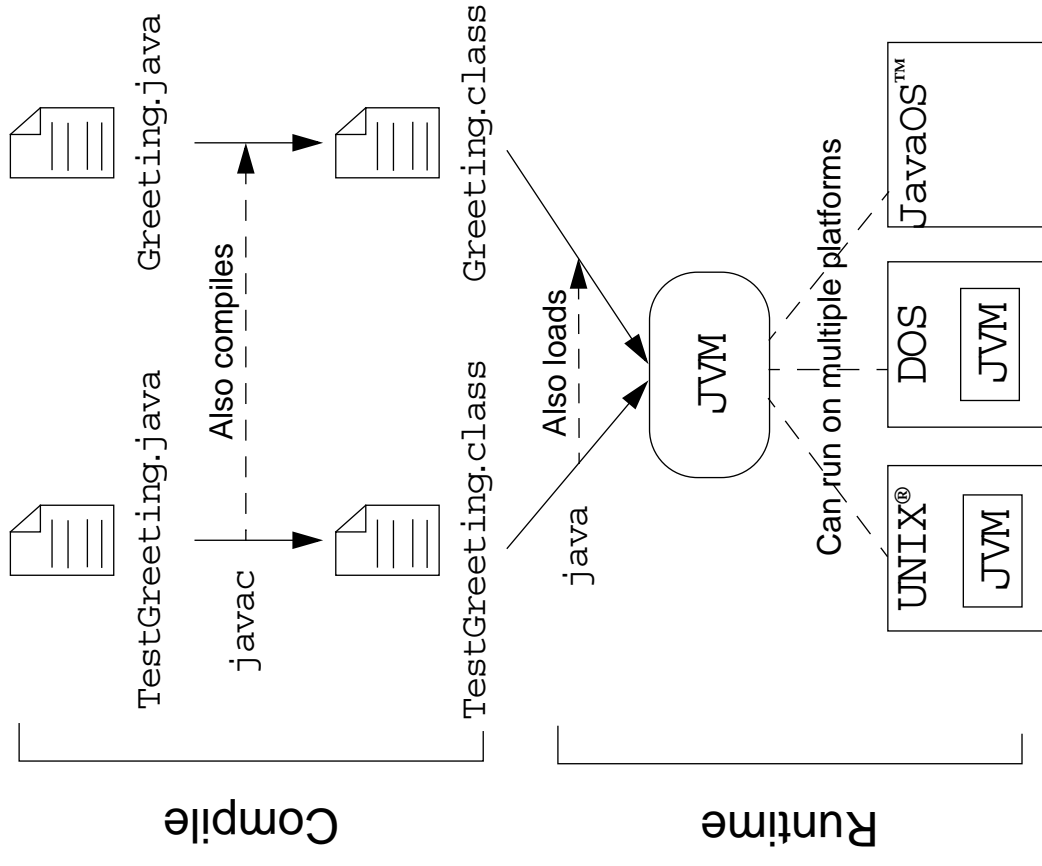 Compile
TestGreeting.java
Greeting.java
javac
Also compiles
TestGreeting.class
Greeting.class
Runtime
java
Also loads
JVM
Can run on multiple platforms
UNIX®
DOS
JavaOS™
JVM
JVM